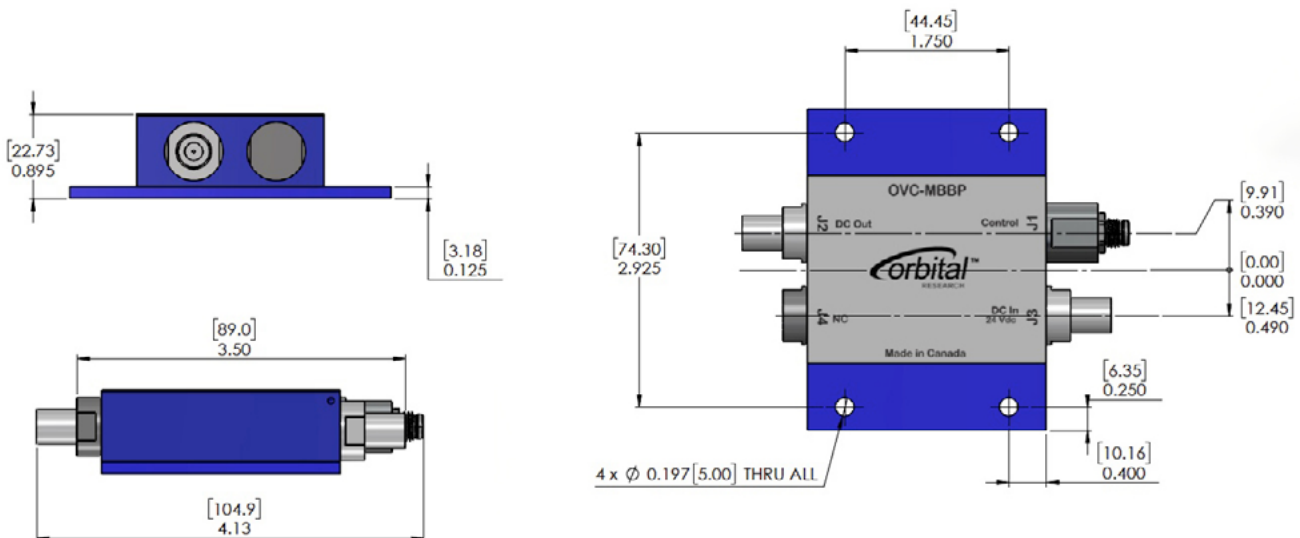 [22.73]
0.895
[3.18]
0.125
[89.0]
3.50
[104.9]
4.13
[44.45]
1.750
[74.30]
2.925
OVC-MBBP
J2 DC Out
Control J1
orbital™
RESEARCH
J4 NC
DC In
24 Vdc
J3
Made in Canada
[9.91]
0.390
[0.00]
0.000
[12.45]
0.490
[6.35]
0.250
[10.16]
0.400
4 x Ø 0.197 [5.00] THRU ALL